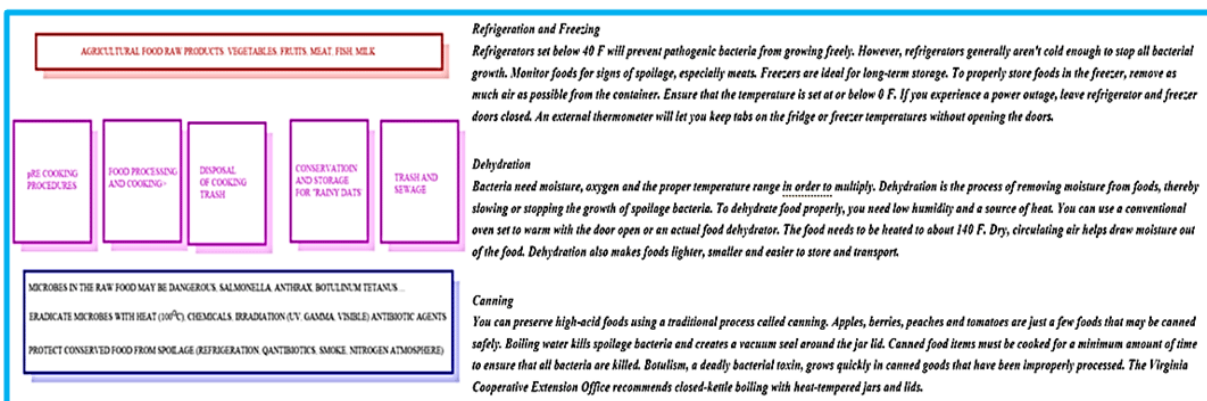 AGRICULTURAL FOOD RAW PRODUCTS. VEGETABLES. FRUITS. MEAT. FISH. MILK
pRE COOKING
PROCEDURES
FOOD PROCESSING
AND COOKING>
DISPOSAL
OF COOKING
TRASH
CONSERVATIOIN
AND STORAGE
FOR "RAINY DATS'
TRASH AND
SEWAGE
MICROBES IN THE RAW FOOD MAY BE DANGEROUS, SALMONELLA, ANTHRAX, BOTULINUM TETANUS...
ERADICATE MICROBES WITH HEAT (100⁰C), CHEMICALS, IRRADIATION (UV, GAMMA, VISIBLE) ANTIBIOTIC AGENTS
PROTECT CONSERVED FOOD FROM SPOILAGE (REFRIGERATION, QANTIBIOTICS, SMOKE, NITROGEN ATMOSPHERE)
Refrigeration and Freezing
Refrigerators set below 40 F will prevent pathogenic bacteria from growing freely. However, refrigerators generally aren't cold enough to stop all bacterial
growth. Monitor foods for signs of spoilage, especially meats. Freezers are ideal for long-term storage. To properly store foods in the freezer, remove as
much air as possible from the container. Ensure that the temperature is set at or below 0 F. If you experience a power outage, leave refrigerator and freezer
doors closed. An external thermometer will let you keep tabs on the fridge or freezer temperatures without opening the doors.
Dehydration
Bacteria need moisture, oxygen and the proper temperature range in order to multiply. Dehydration is the process of removing moisture from foods, thereby
slowing or stopping the growth of spoilage bacteria. To dehydrate food properly, you need low humidity and a source of heat. You can use a conventional
oven set to warm with the door open or an actual food dehydrator. The food needs to be heated to about 140 F. Dry, circulating air helps draw moisture out
of the food. Dehydration also makes foods lighter, smaller and easier to store and transport.
Canning
You can preserve high-acid foods using a traditional process called canning. Apples, berries, peaches and tomatoes are just a few foods that may be canned
safely. Boiling water kills spoilage bacteria and creates a vacuum seal around the jar lid. Canned food items must be cooked for a minimum amount of time
to ensure that all bacteria are killed. Botulism, a deadly bacterial toxin, grows quickly in canned goods that have been improperly processed. The Virginia
Cooperative Extension Office recommends closed-kettle boiling with heat-tempered jars and lids.